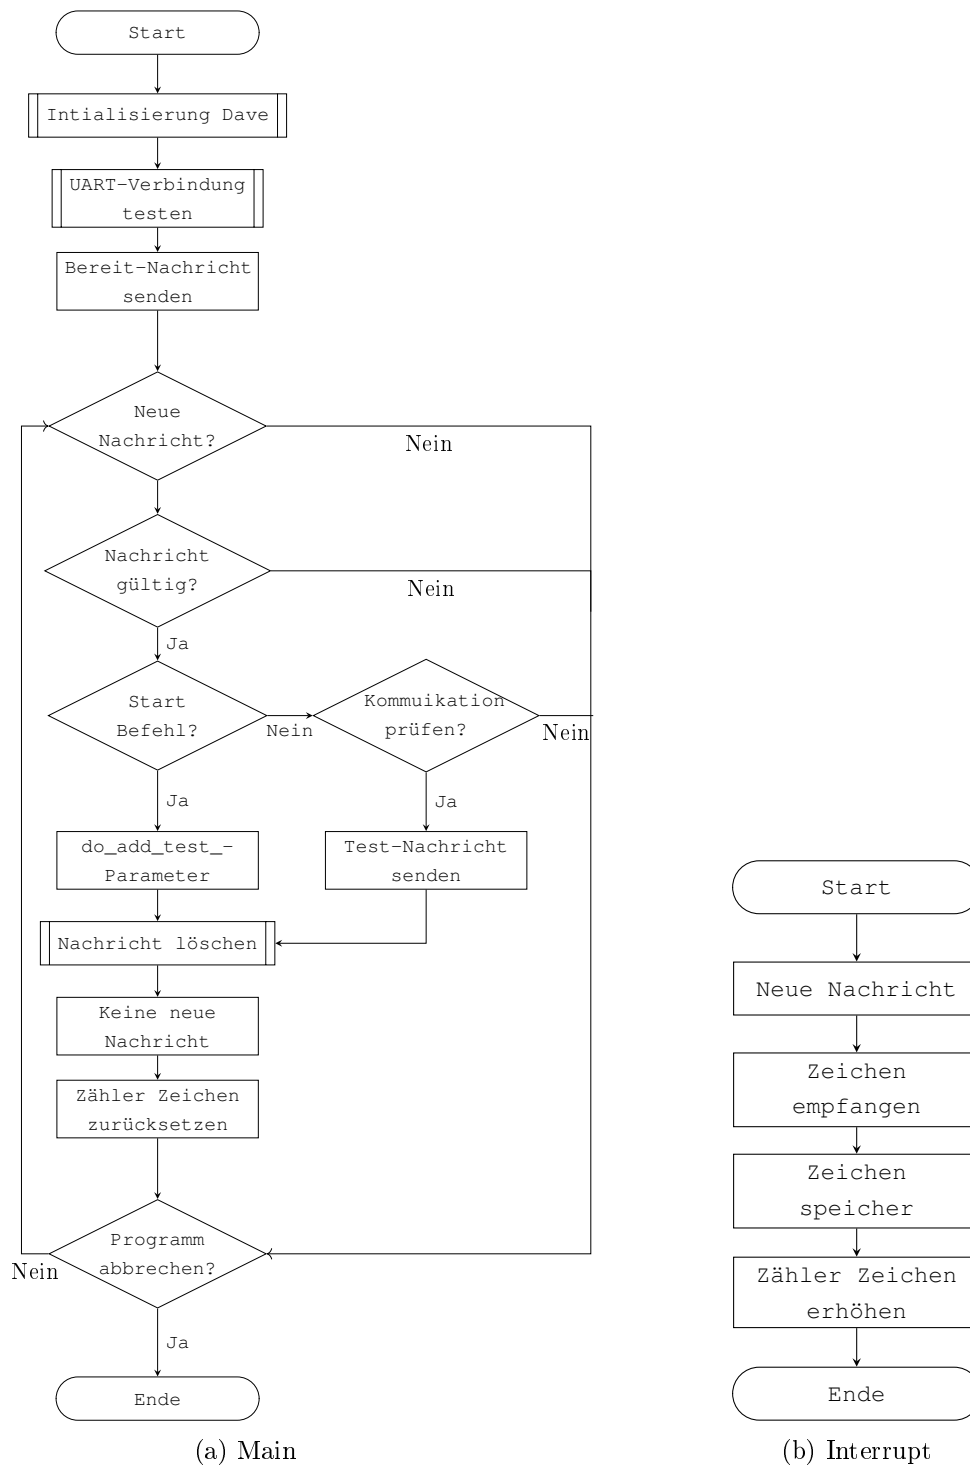 Start
Intialisierung Dave
UART-Verbindung
testen
Bereit-Nachricht
senden
Neue
Nachricht?
Nein
Nachricht
gültig?
Nein
Ja
Start
Befehl?
Nein
Kommuikation
prüfen?
Nein
Ja
Ja
do_add_test_-
Parameter
Test-Nachricht
senden
Nachricht löschen
Keine neue
Nachricht
Zähler Zeichen
zurücksetzen
Programm
abbrechen?
Nein
Ja
Ende
(a) Main
Start
Neue Nachricht
Zeichen
empfangen
Zeichen
speicher
Zähler Zeichen
erhöhen
Ende
(b) Interrupt